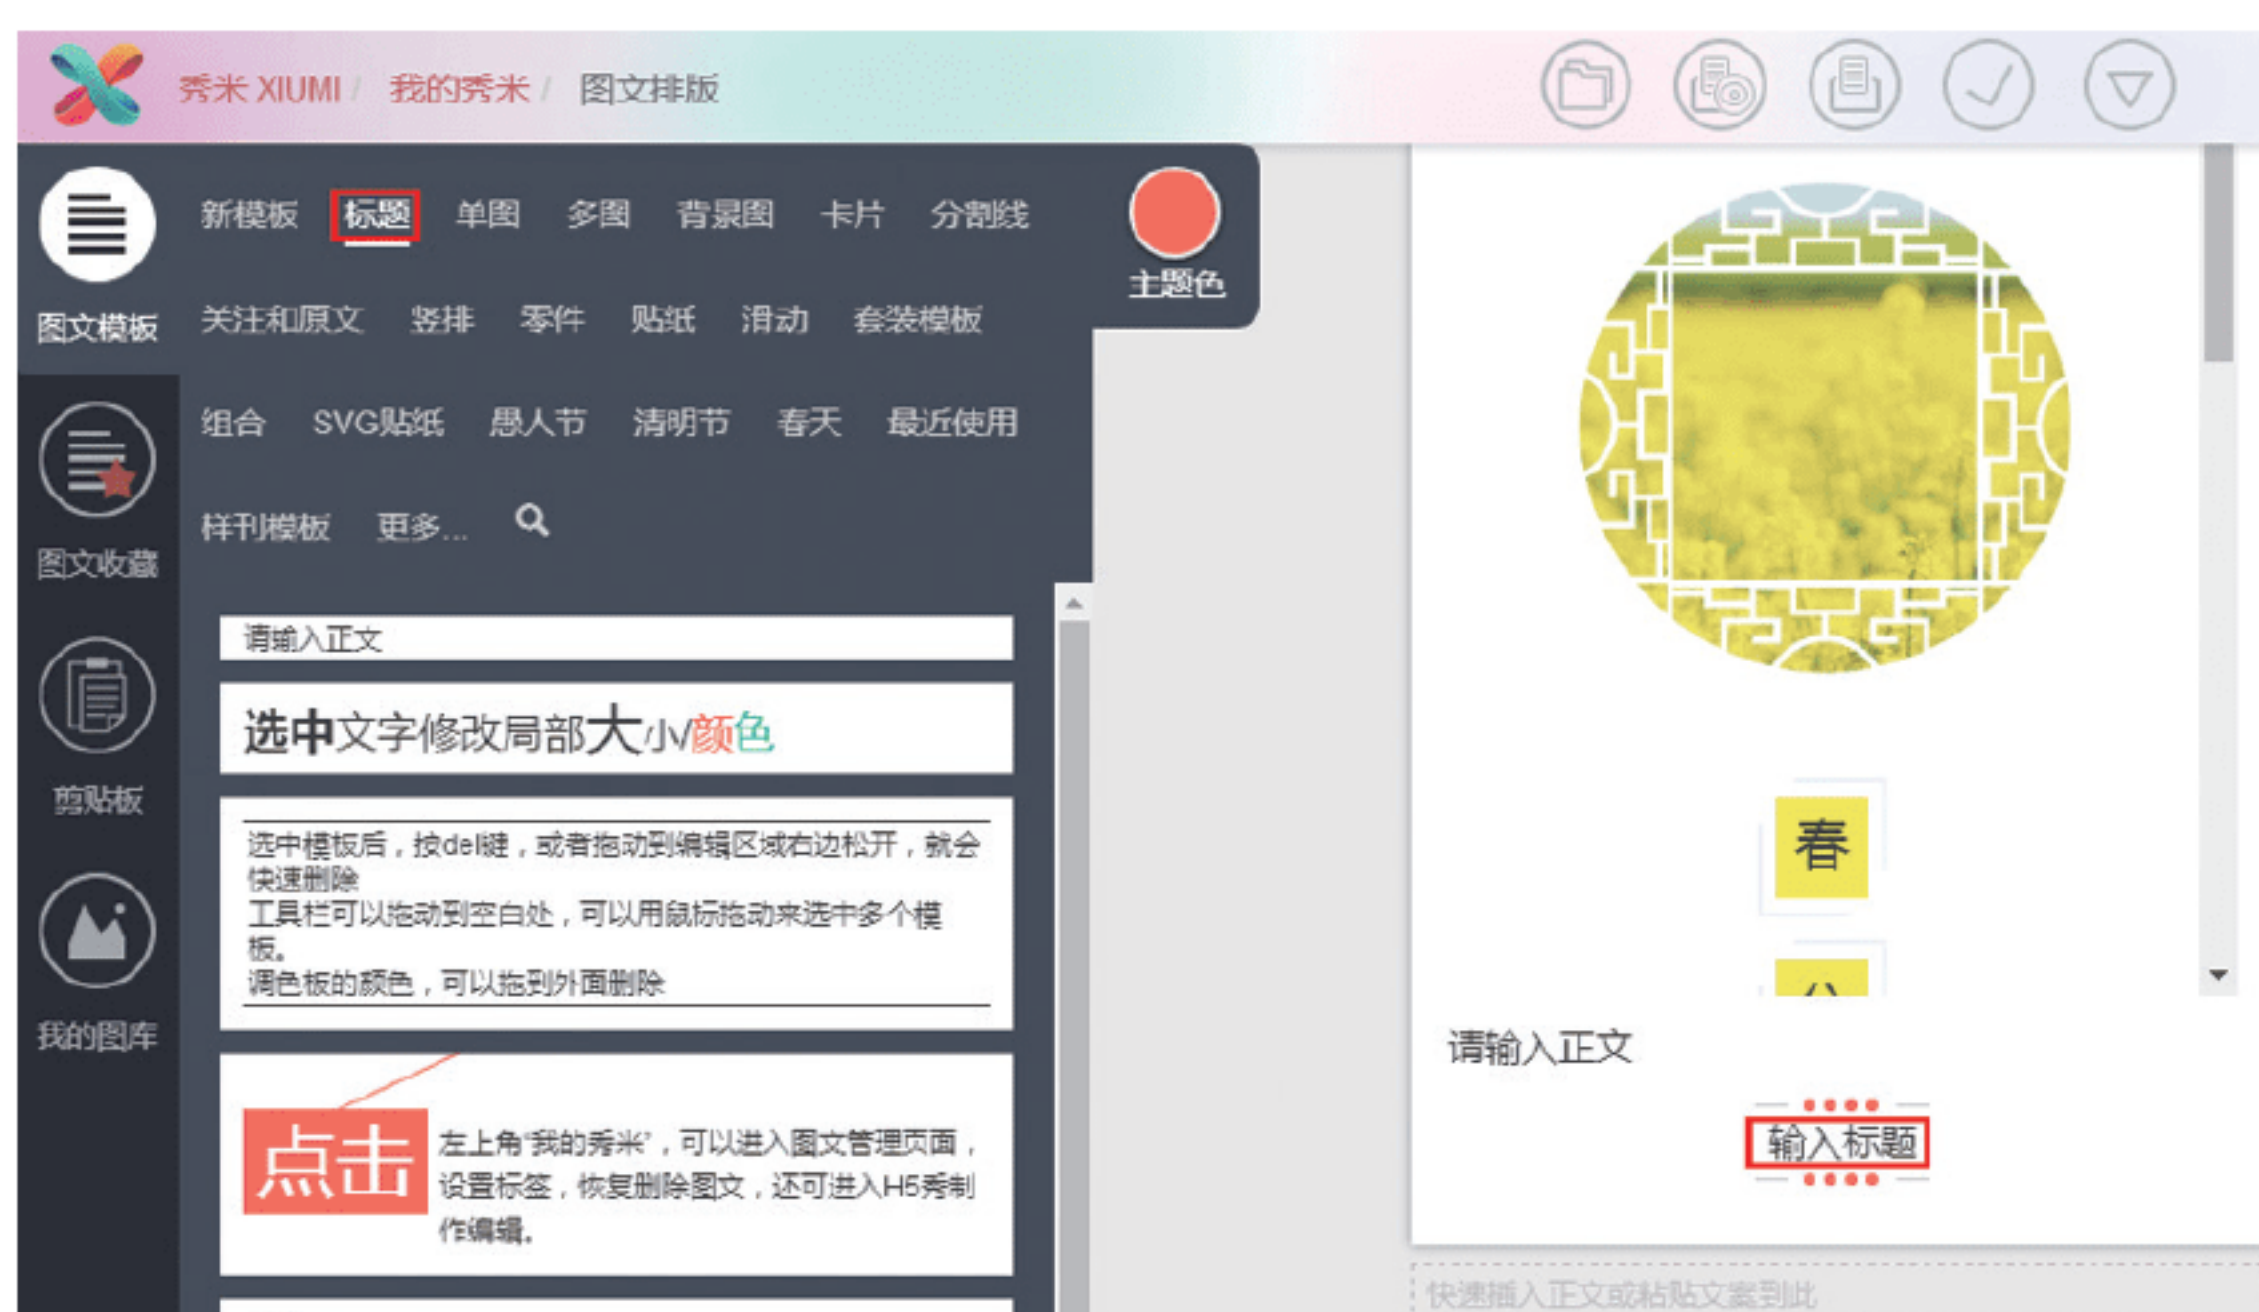 秀米 XIUMI / 我的秀米 / 图文排版
新模板 标题 单图 多图 背景图 卡片 分割线
主题色
图文模板
关注和原文 竖排 零件 贴纸 滑动 套装模板
组合 SVG贴纸 愚人节 清明节 春天 最近使用
样刊模板 更多...
图文收藏
剪贴板
我的图库
请输入正文
选中文字修改局部大小/颜色
选中模板后，按del键，或者拖动到编辑区域右边松开，就会
快速删除
工具栏可以拖动到空白处，可以用鼠标拖动来选中多个模
板。
调色板的颜色，可以拖到外面删除
点击
左上角“我的秀米”，可以进入图文管理页面，
设置标签，恢复删除图文，还可进入H5秀制
作编辑。
春
请输入正文
输入标题
快速插入正文或粘贴文案到此